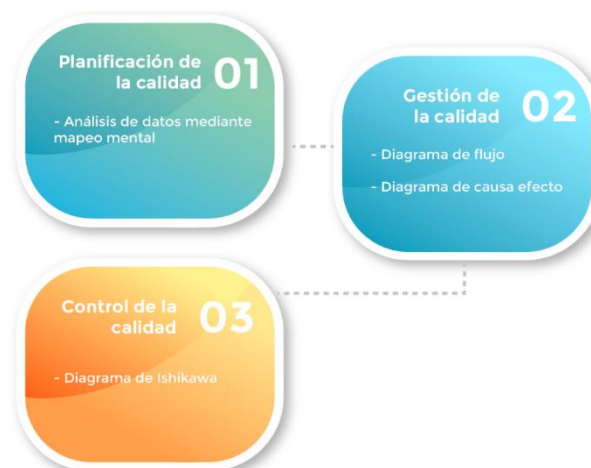 Planificación de
la calidad
01
- Análisis de datos mediante
mapeo mental
Gestión de
la calidad
02
- Diagrama de flujo
- Diagrama de causa efecto
Control de la
calidad
03
- Diagrama de Ishikawa